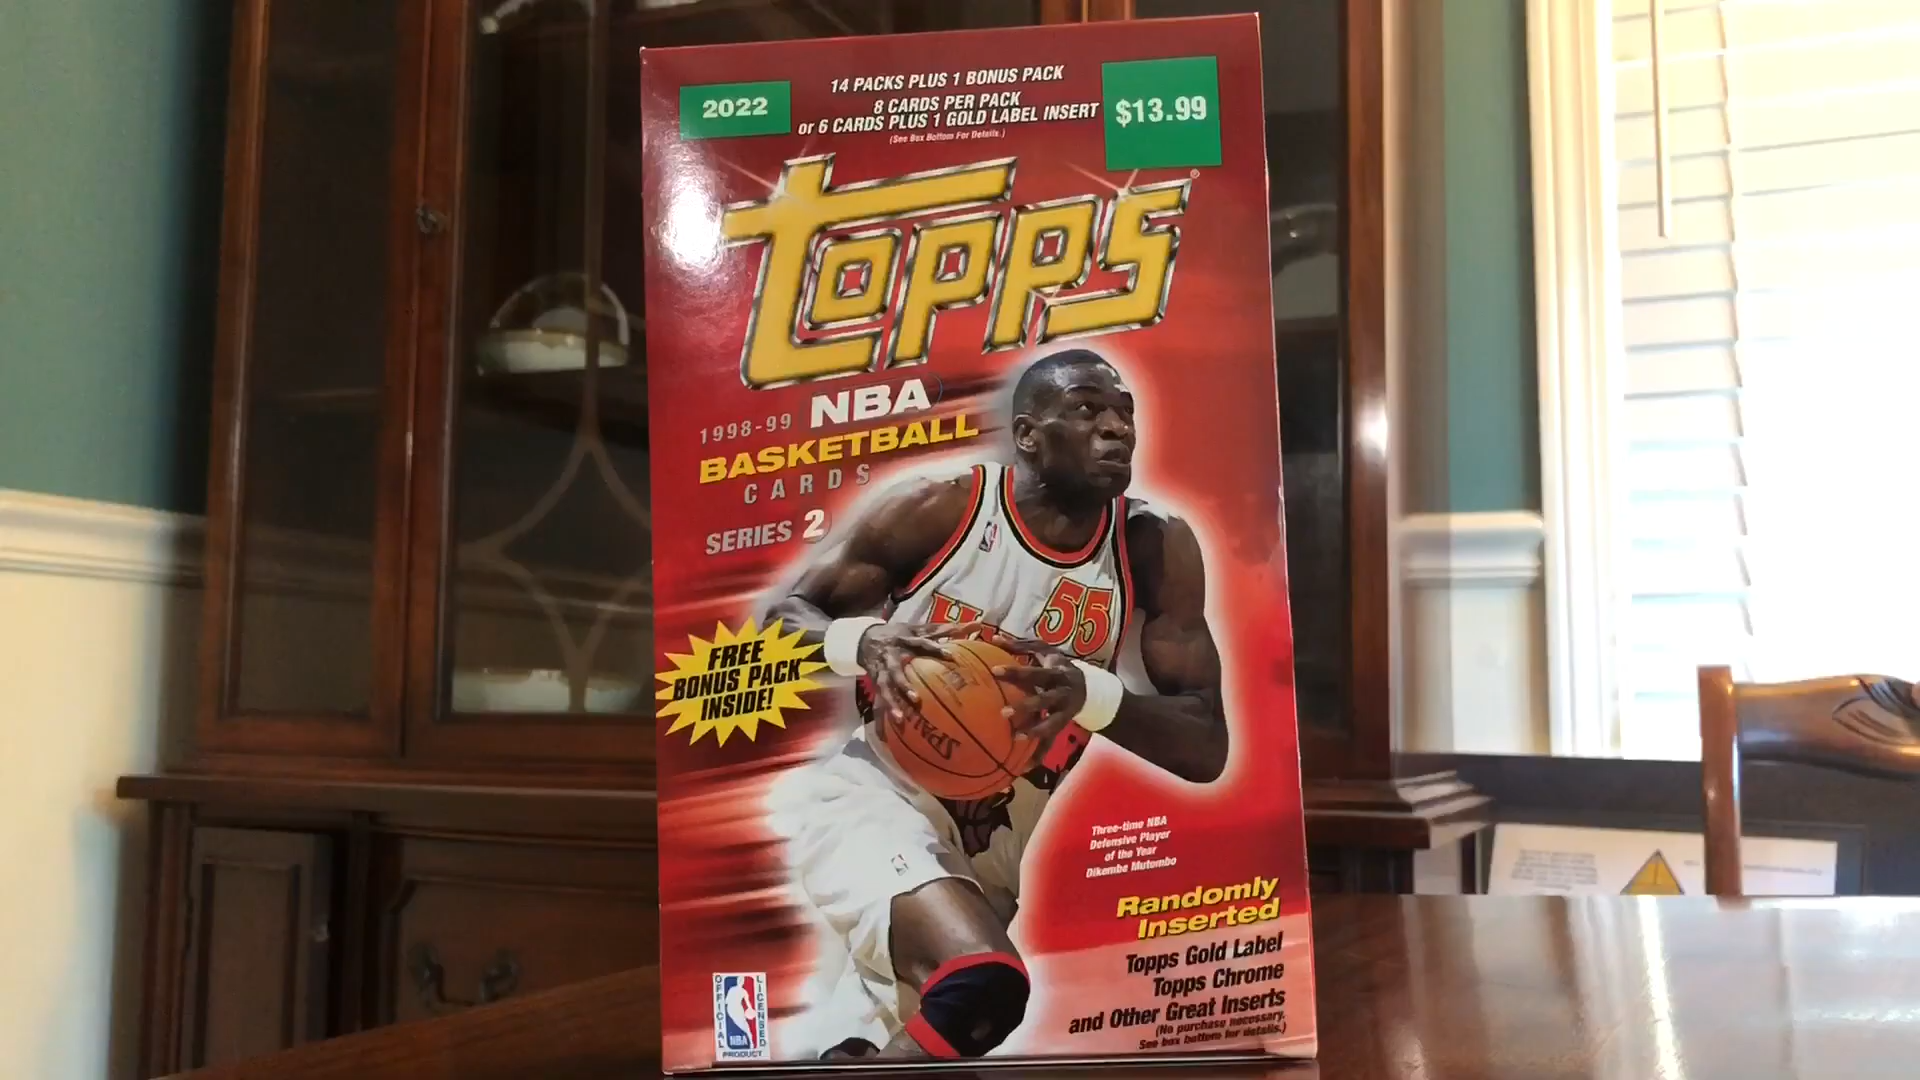 2022
14 PACKS PLUS 1 BONUS PACK
8 CARDS PER PACK
or 6 CARDS PLUS 1 GOLD LABEL INSERT
(See Box Bottom For Details.)
$13.99
Topps®
1998-99 NBA
BASKETBALL
CARDS
SERIES 2
55
FREE
BONUS PACK
INSIDE!
SPAL
Three-time NBA
Defensive Player
of the Year
Dikembe Mutombo
Randomly
Inserted
Topps Gold Label
Topps Chrome
and Other Great Inserts
(No purchase necessary.
See box bottom for details.)
OFFICIAL
LICENSED
NBA
PRODUCT